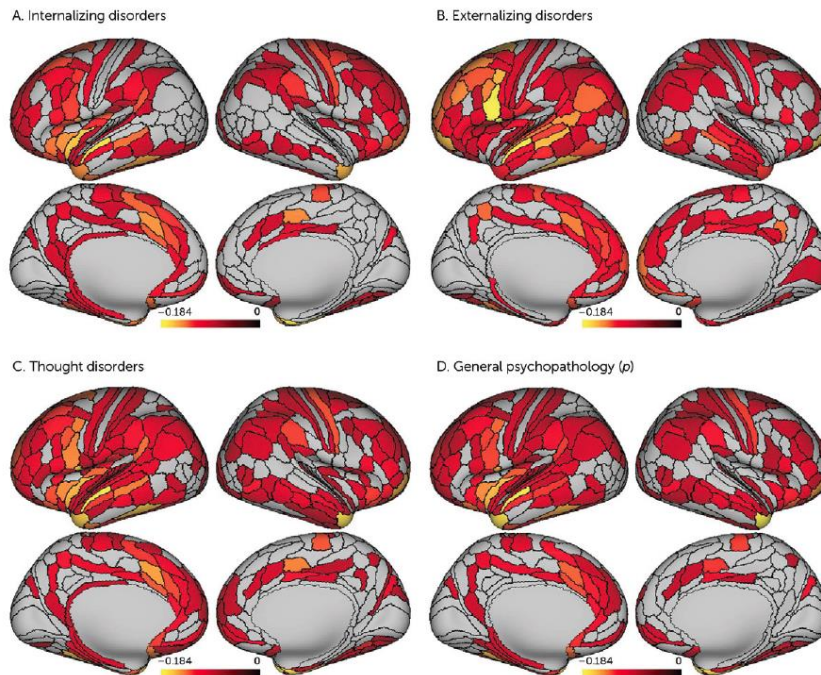 A. Internalizing disorders
B. Externalizing disorders
−0.184 0
−0.184 0
C. Thought disorders
D. General psychopathology (p)
−0.184 0
−0.184 0